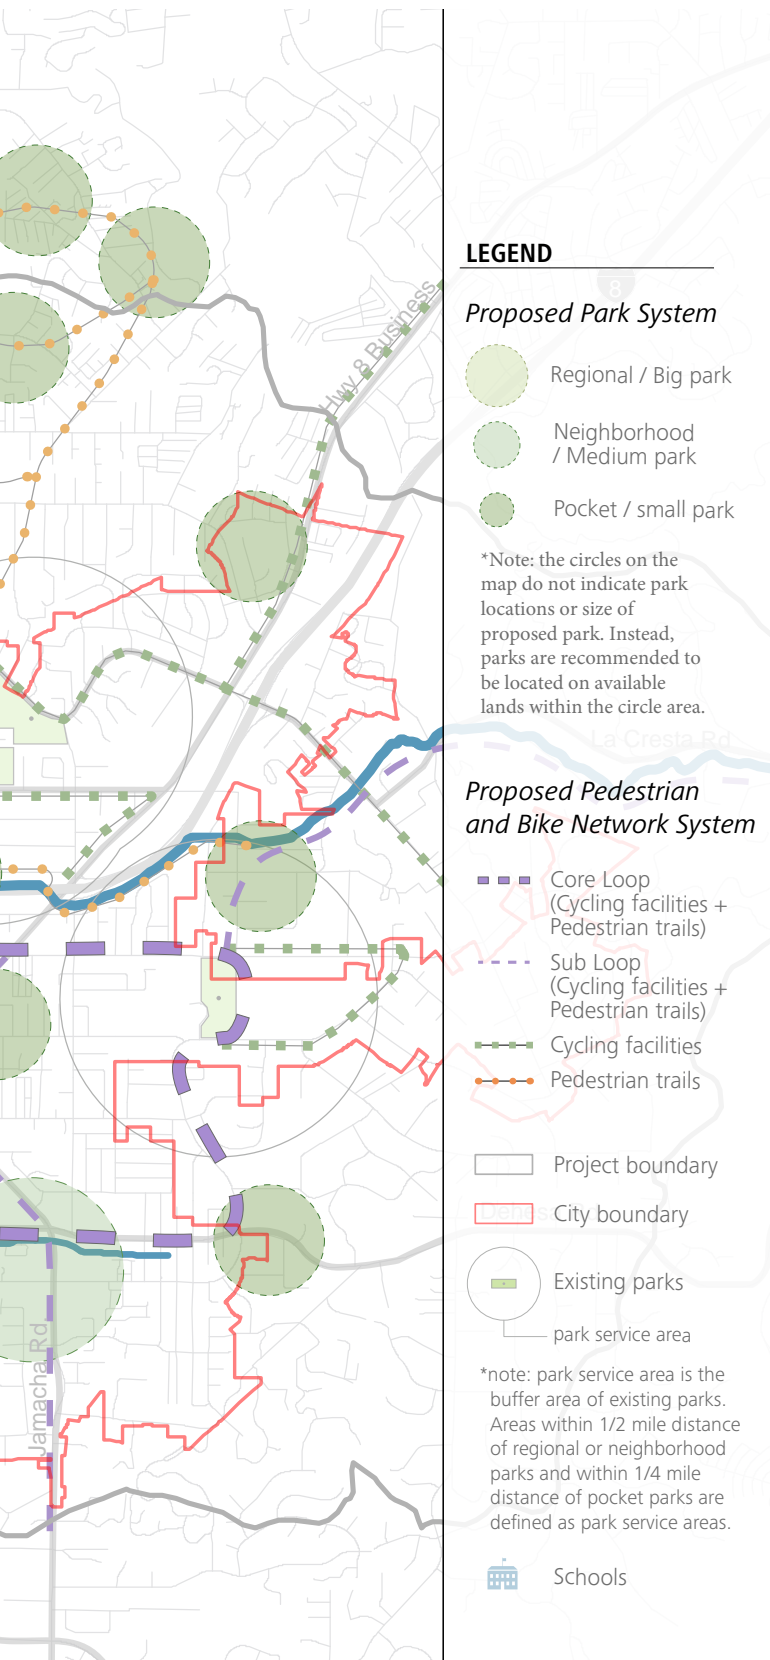 Hwy 8 Business
Jamacha Rd
8
La Cresta Rd
Dehesa
LEGEND
Proposed Park System
Regional / Big park
Neighborhood
/ Medium park
Pocket / small park
*Note: the circles on the
map do not indicate park
locations or size of
proposed park. Instead,
parks are recommended to
be located on available
lands within the circle area.
Proposed Pedestrian
and Bike Network System
Core Loop
(Cycling facilities +
Pedestrian trails)
Sub Loop
(Cycling facilities +
Pedestrian trails)
Cycling facilities
Pedestrian trails
Project boundary
City boundary
Existing parks
park service area
*note: park service area is the
buffer area of existing parks.
Areas within 1/2 mile distance
of regional or neighborhood
parks and within 1/4 mile
distance of pocket parks are
defined as park service areas.
Schools